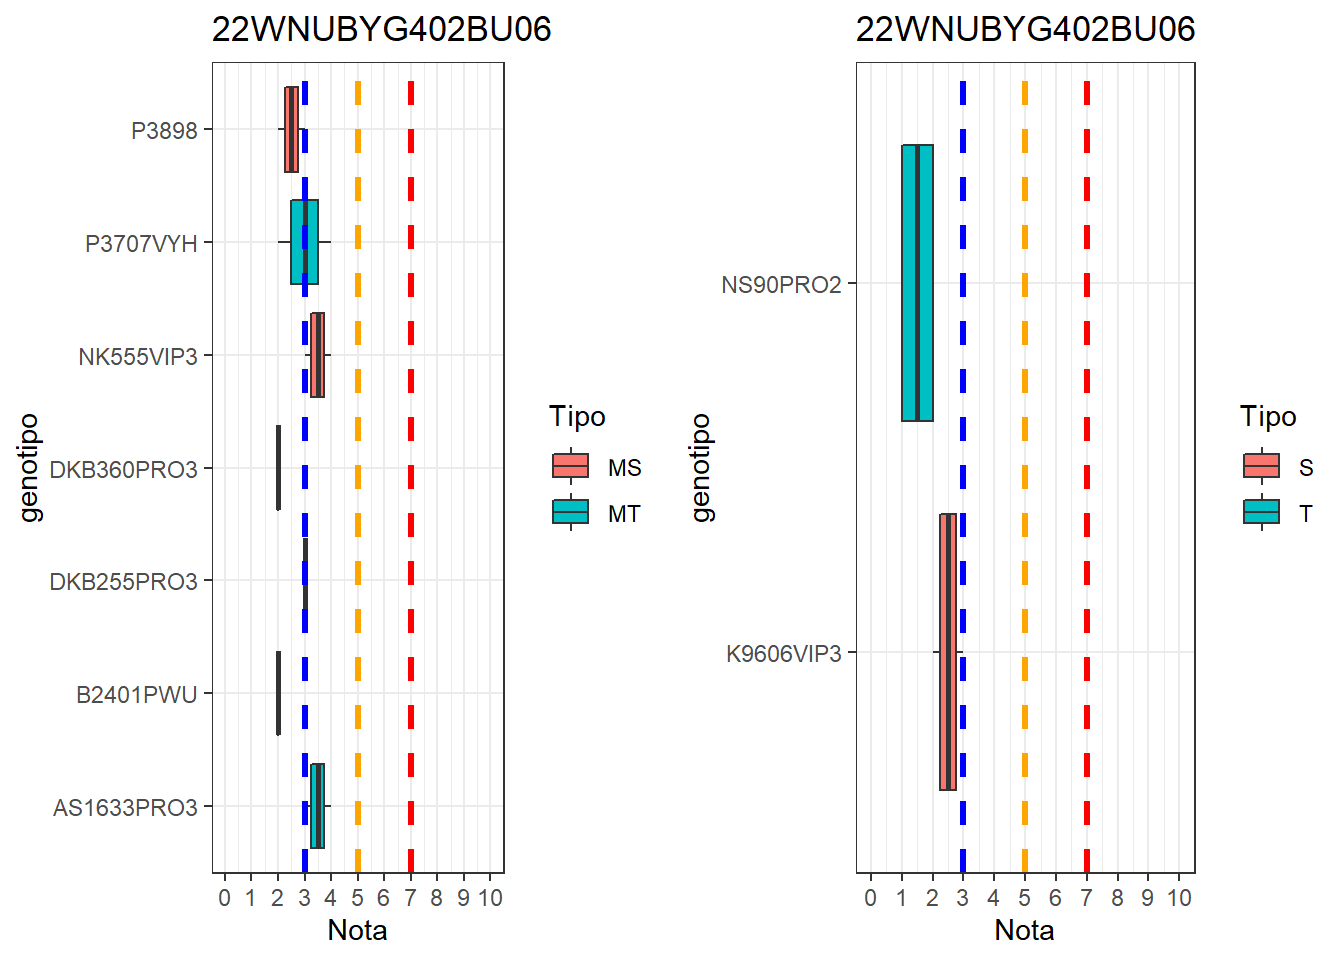 22WNUBYG402BU06
genotipo
P3898
P3707VYH
NK555VIP3
DKB360PRO3
DKB255PRO3
B2401PWU
AS1633PRO3
0 1 2 3 4 5 6 7 8 9 10
Nota
Tipo
MS
MT
22WNUBYG402BU06
genotipo
NS90PRO2
K9606VIP3
0 1 2 3 4 5 6 7 8 9 10
Nota
Tipo
S
T